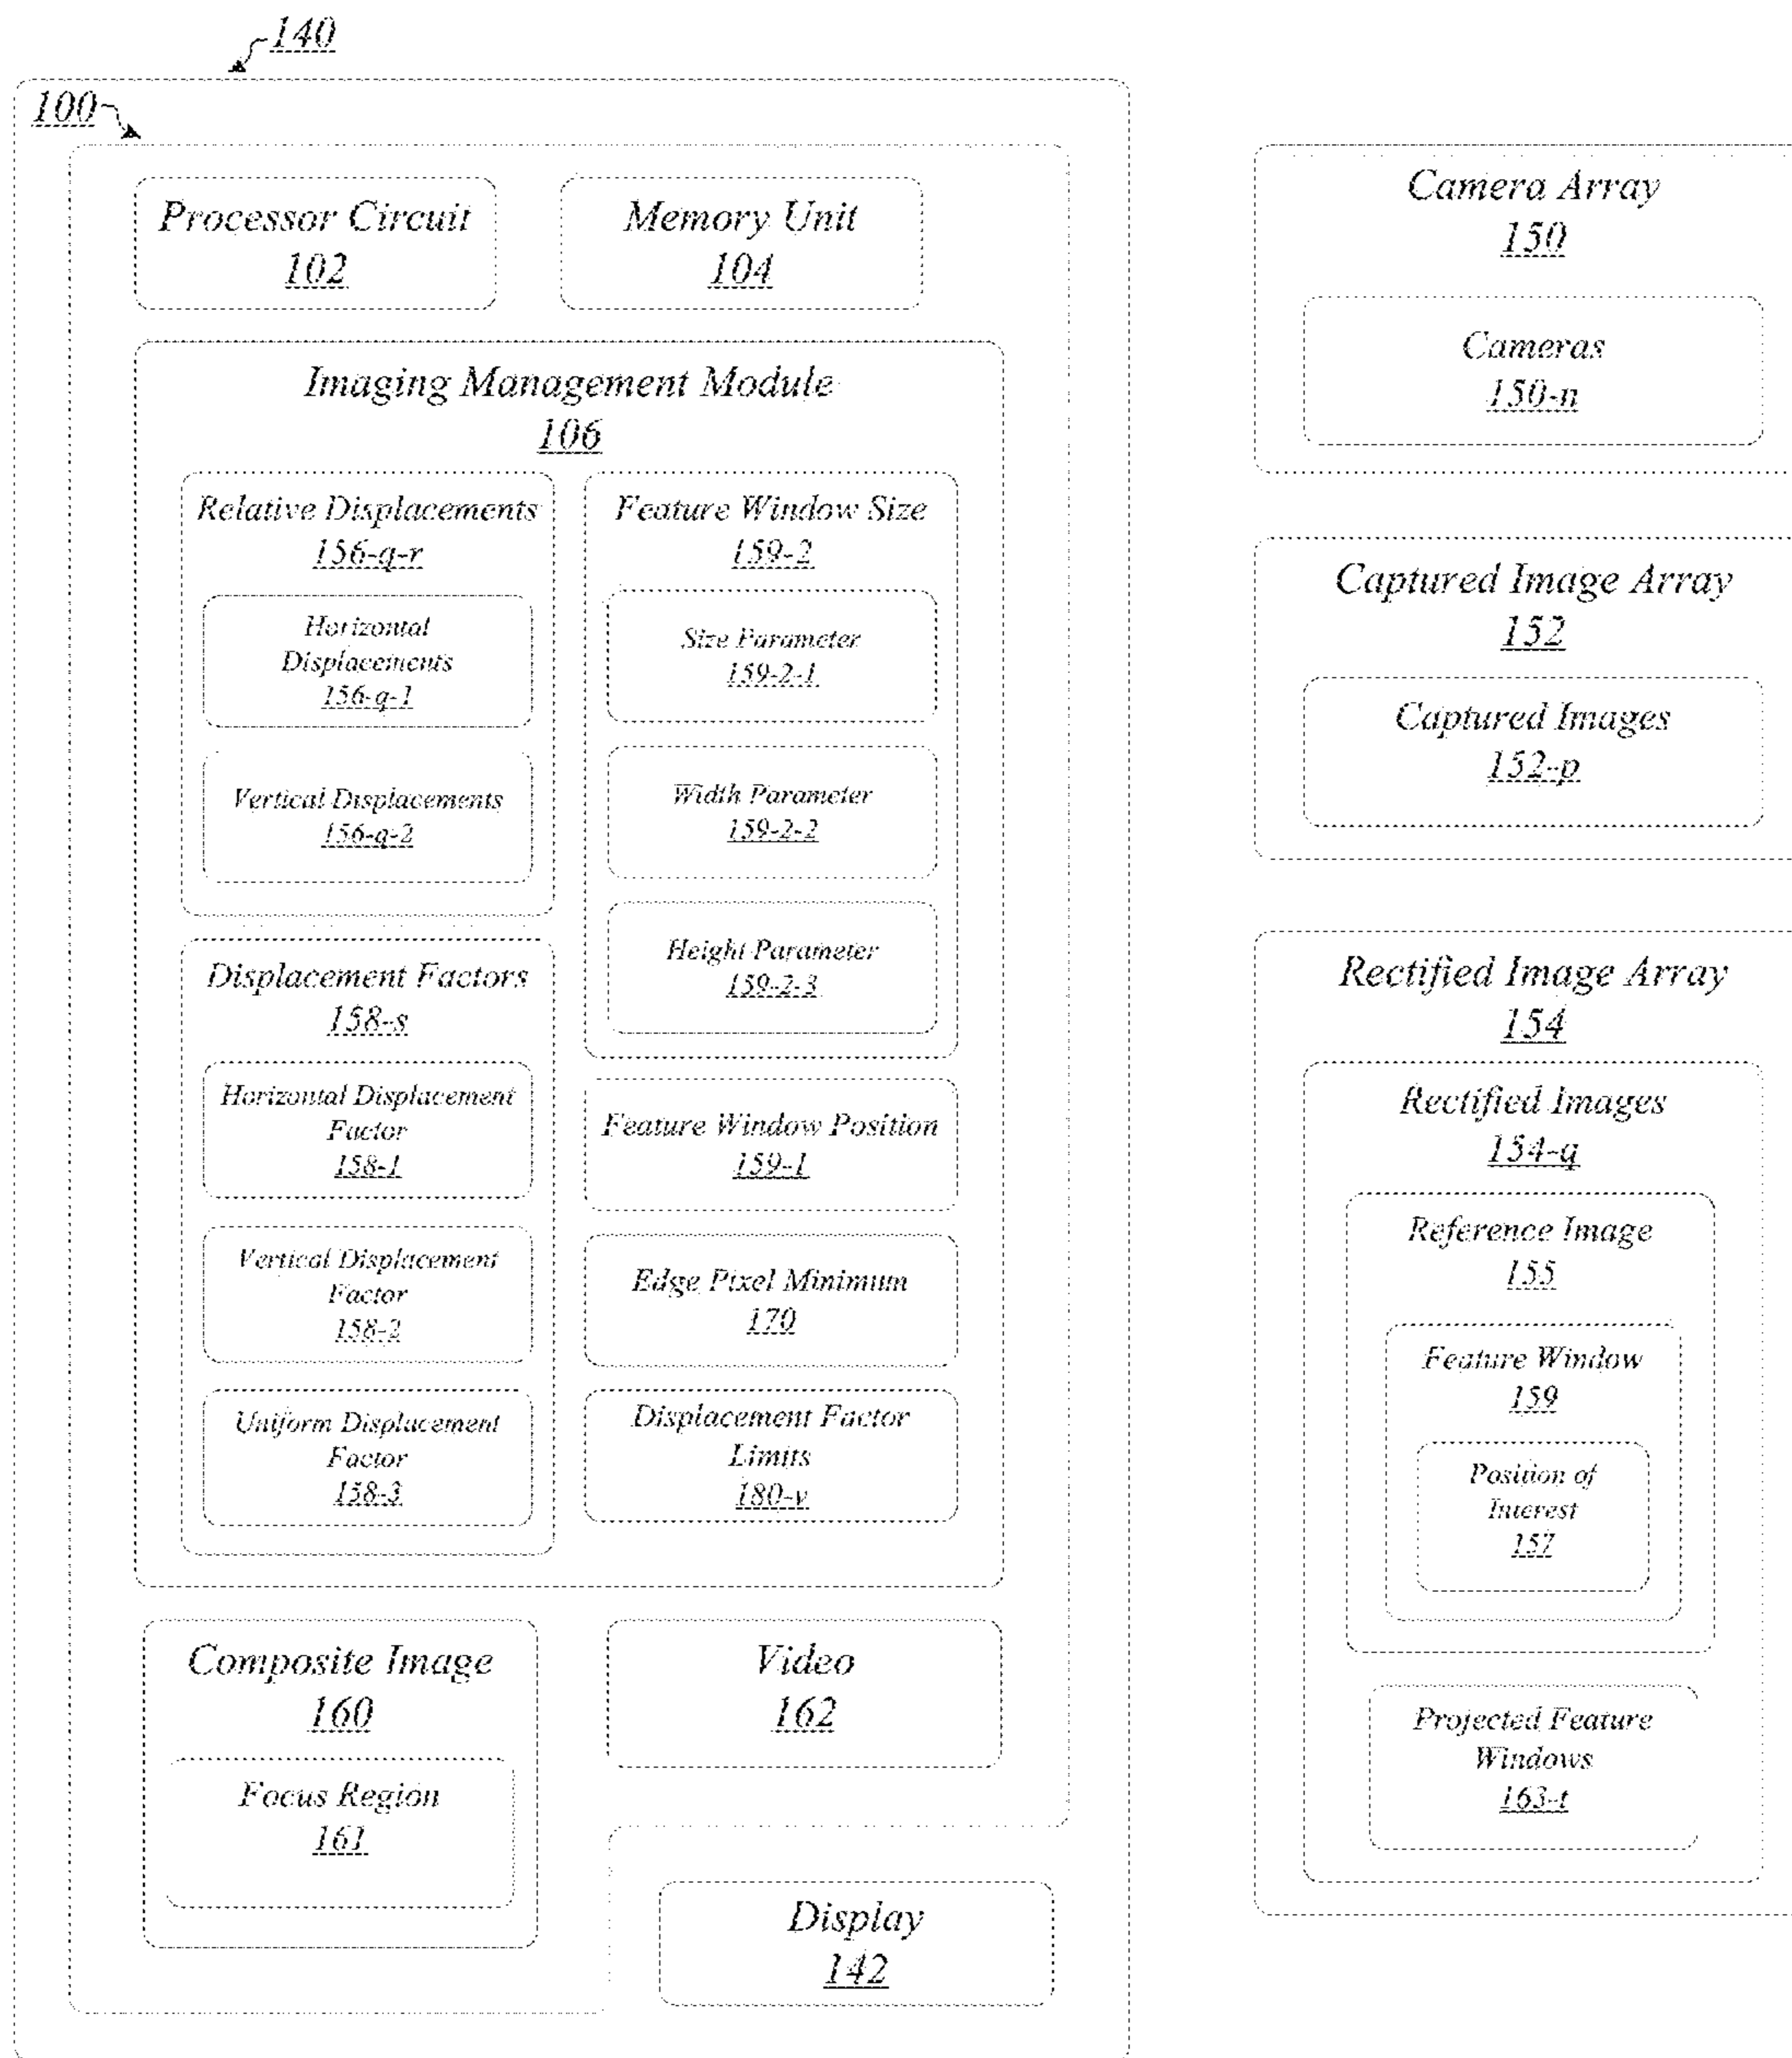 140
100
Processor Circuit
102
Memory Unit
104
Imaging Management Module
106
Relative Displacements
156-q-r
Horizontal
Displacements
156-q-1
Vertical Displacements
156-q-2
Displacement Factors
158-s
Horizontal Displacement
Factor
158-1
Vertical Displacement
Factor
158-2
Uniform Displacement
Factor
158-3
Feature Window Size
159-2
Size Parameter
159-2-1
Width Parameter
159-2-2
Height Parameter
159-2-3
Feature Window Position
159-1
Edge Pixel Minimum
170
Displacement Factor
Limits
180-v
Composite Image
160
Focus Region
161
Video
162
Display
142
Camera Array
150
Cameras
150-n
Captured Image Array
152
Captured Images
152-p
Rectified Image Array
154
Rectified Images
154-q
Reference Image
155
Feature Window
159
Position of
Interest
157
Projected Feature
Windows
163-t